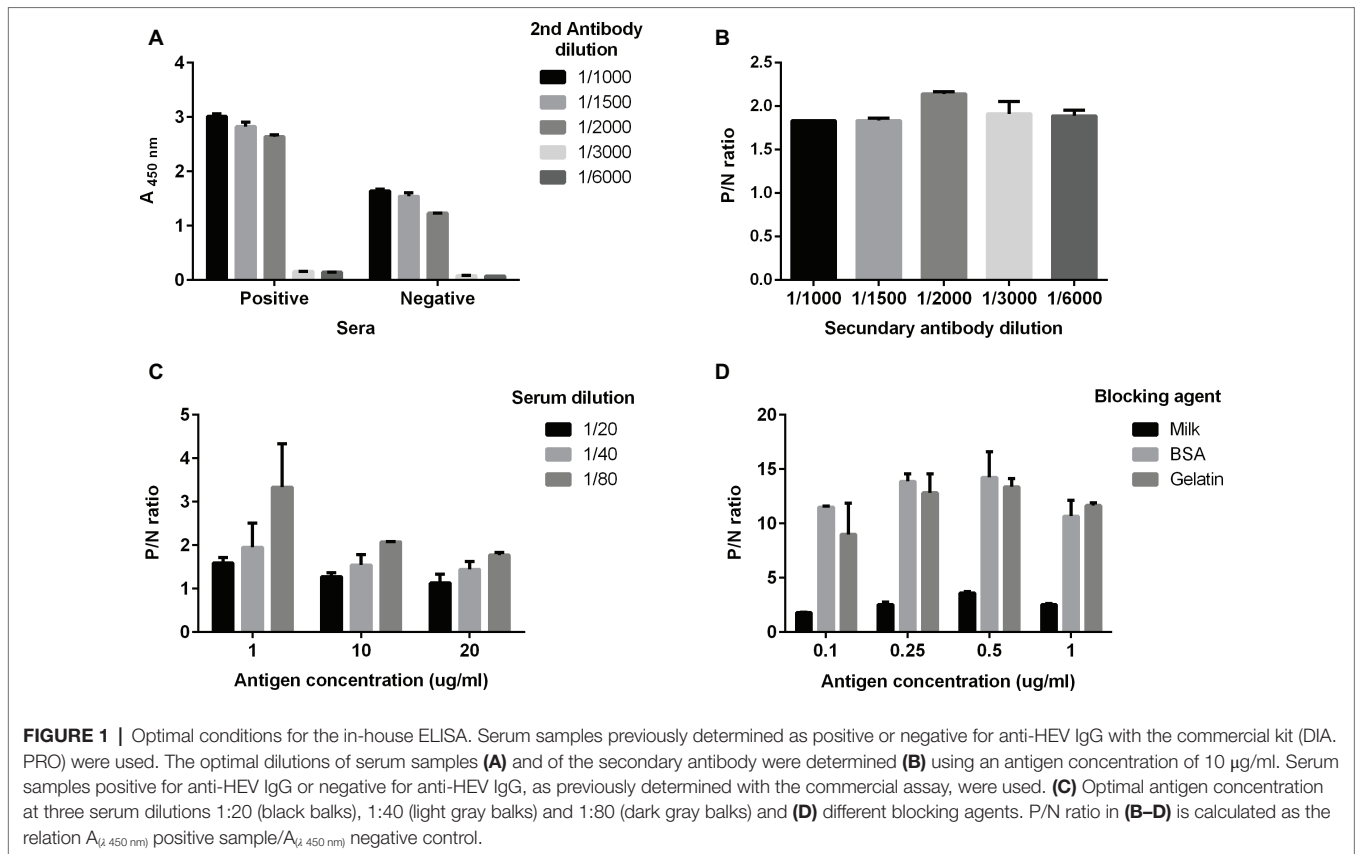 A
2nd Antibody
dilution
1/1000
1/1500
1/2000
1/3000
1/6000
4
3
2
1
0
A 450 nm
Positive Negative
Sera
B
2.5
2.0
1.5
1.0
0.5
0.0
P/N ratio
1/1000 1/1500 1/2000 1/3000 1/6000
Secundary antibody dilution
C
Serum dilution
1/20
1/40
1/80
5
4
3
2
1
0
P/N ratio
1 10 20
Antigen concentration (ug/ml)
D
Blocking agent
Milk
BSA
Gelatin
20
15
10
5
0
P/N ratio
0.1 0.25 0.5 1
Antigen concentration (ug/ml)
FIGURE 1 | Optimal conditions for the in-house ELISA. Serum samples previously determined as positive or negative for anti-HEV IgG with the commercial kit (DIA.
PRO) were used. The optimal dilutions of serum samples (A) and of the secondary antibody were determined (B) using an antigen concentration of 10 μg/ml. Serum
samples positive for anti-HEV IgG or negative for anti-HEV IgG, as previously determined with the commercial assay, were used. (C) Optimal antigen concentration
at three serum dilutions 1:20 (black balks), 1:40 (light gray balks) and 1:80 (dark gray balks) and (D) different blocking agents. P/N ratio in (B–D) is calculated as the
relation A(λ 450 nm) positive sample/A(λ 450 nm) negative control.